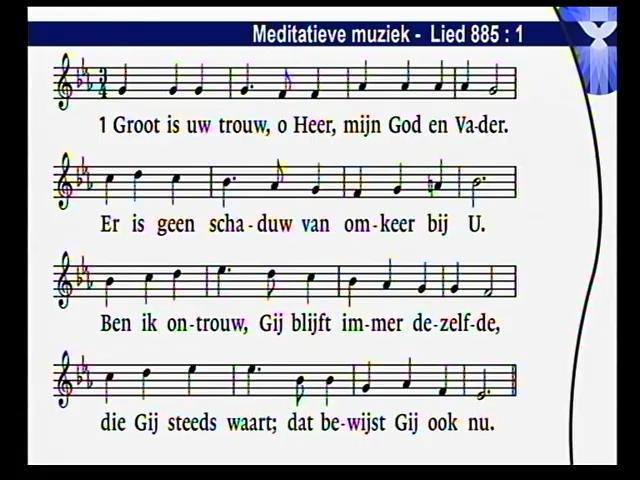 Meditatieve muziek - Lied 885 : 1
3
4
1 Groot is uw trouw, o Heer, mijn God en Va-der.
Er is geen scha-duw van om-keer bij U.
Ben ik on-trouw, Gij blijft im-mer de-zelf-de,
die Gij steeds waart; dat be-wijst Gij ook nu.